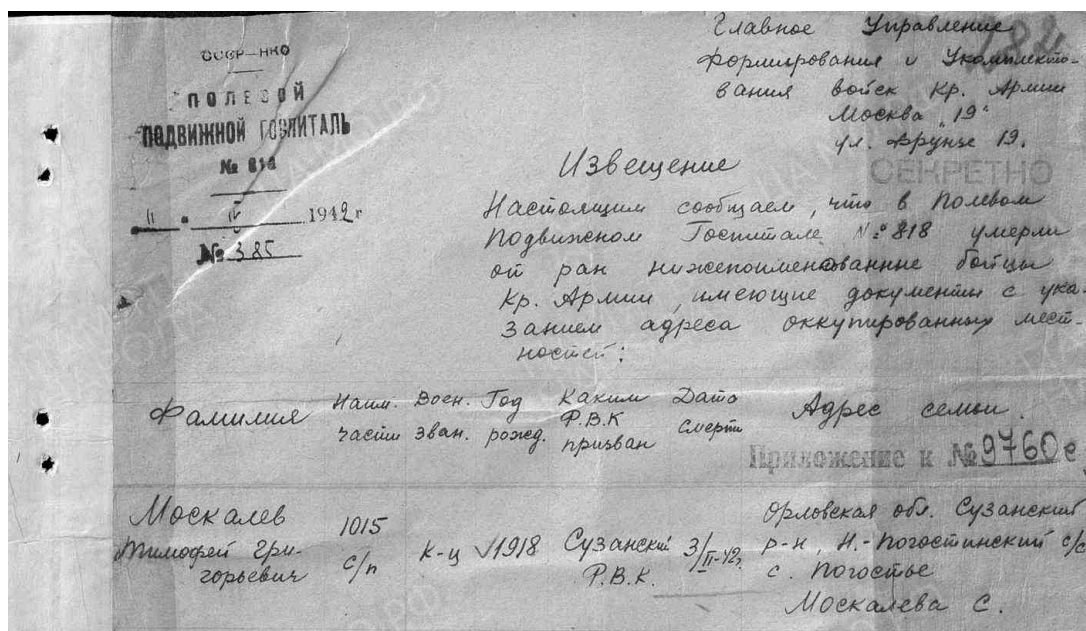 184
СССР–НКО
ПОЛЕВОЙ
ПОДВИЖНОЙ ГОСПИТАЛЬ
№ 818
1942 г
№ 385
Главное Управление
Формирования и Укомплекто-
вания войск Кр. Армии
Москва "19"
ул. Фрунзе 19.
СЕКРЕТНО
Извещение
Настоящим сообщаем, что в Полевом
Подвижном Госпитале №818 умерли
от ран нижепоименованные бойцы
Кр. Армии, имеющие документы с ука-
занием адреса оккупированных мест-
ностей:
Фамилия Наим. части Воен. зван. Год рожд. Каким Р.В.К призван Дата смерти Адрес семьи.
Приложение к №9760с
Москалев 1015 Орловская обл. Сузанский
Тимофей Гри- с/п к-ц √1918 Сузанский 3/II-42г. р-н, Н.-Погостинский с/с
горьевич Р.В.К. с. Погостье
Москалева С.